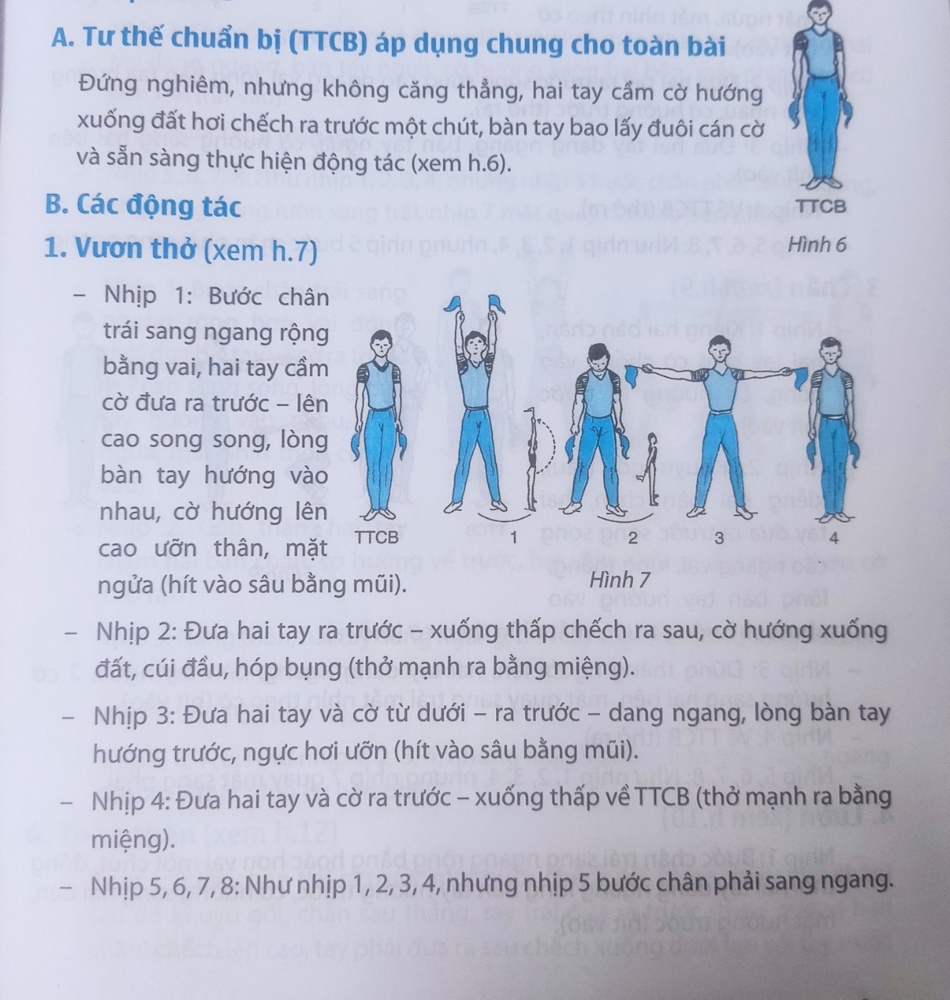 A. Tư thế chuẩn bị (TTCB) áp dụng chung cho toàn bài
Đứng nghiêm, nhưng không căng thẳng, hai tay cầm cờ hướng
xuống đất hơi chếch ra trước một chút, bàn tay bao lấy đuôi cán cờ
và sẵn sàng thực hiện động tác (xem h.6).
TTCB
Hình 6
B. Các động tác
1. Vươn thở (xem h.7)
– Nhịp 1: Bước chân
trái sang ngang rộng
bằng vai, hai tay cầm
cờ đưa ra trước – lên
cao song song, lòng
bàn tay hướng vào
nhau, cờ hướng lên
cao ưỡn thân, mặt
ngửa (hít vào sâu bằng mũi).
TTCB 1 2 3 4
Hình 7
– Nhịp 2: Đưa hai tay ra trước – xuống thấp chếch ra sau, cờ hướng xuống
đất, cúi đầu, hóp bụng (thở mạnh ra bằng miệng).
– Nhịp 3: Đưa hai tay và cờ từ dưới – ra trước – dang ngang, lòng bàn tay
hướng trước, ngực hơi ưỡn (hít vào sâu bằng mũi).
– Nhịp 4: Đưa hai tay và cờ ra trước – xuống thấp về TTCB (thở mạnh ra bằng
miệng).
Nhịp 5, 6, 7, 8: Như nhịp 1, 2, 3, 4, nhưng nhịp 5 bước chân phải sang ngang.